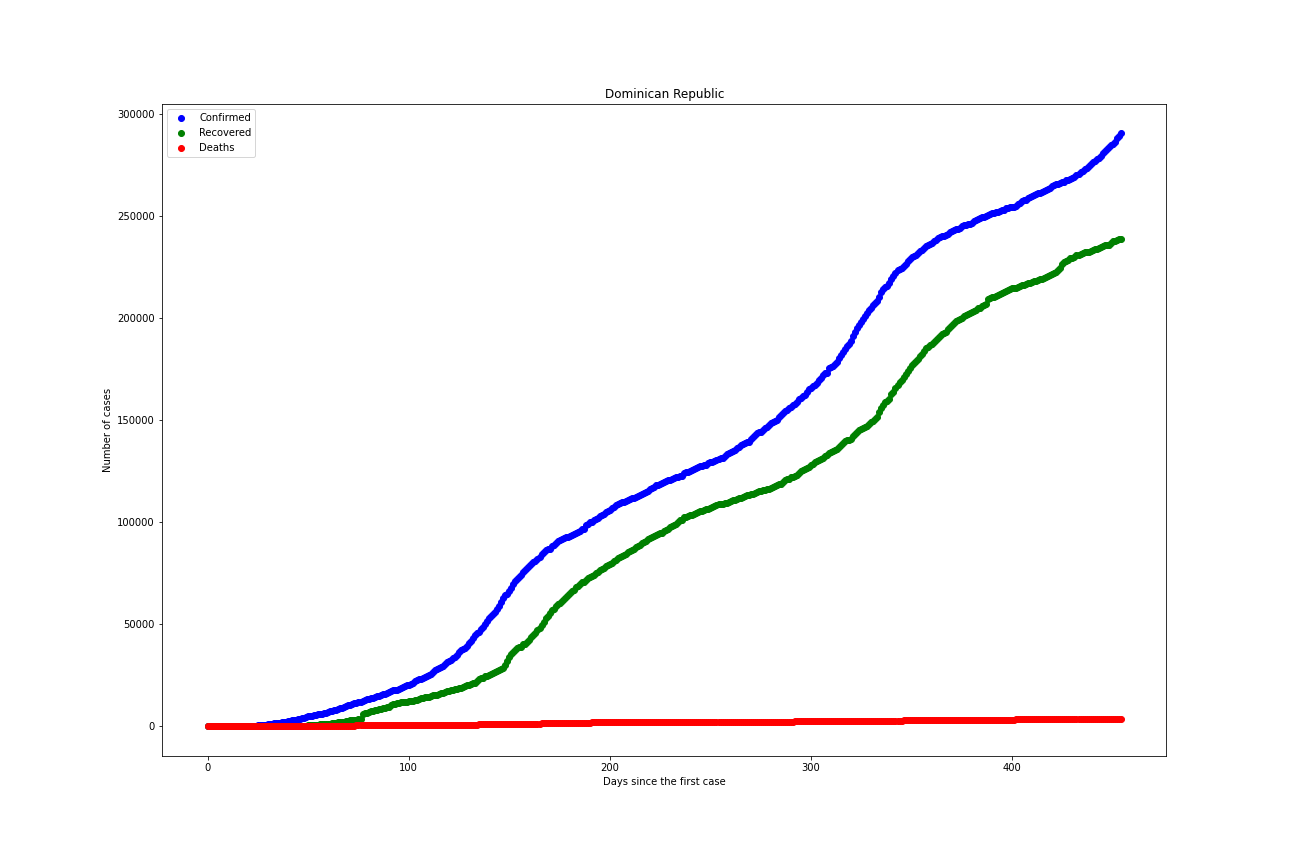 Dominican Republic
Confirmed
Recovered
Deaths
300000
250000
200000
150000
100000
50000
0
Number of cases
0 100 200 300 400
Days since the first case